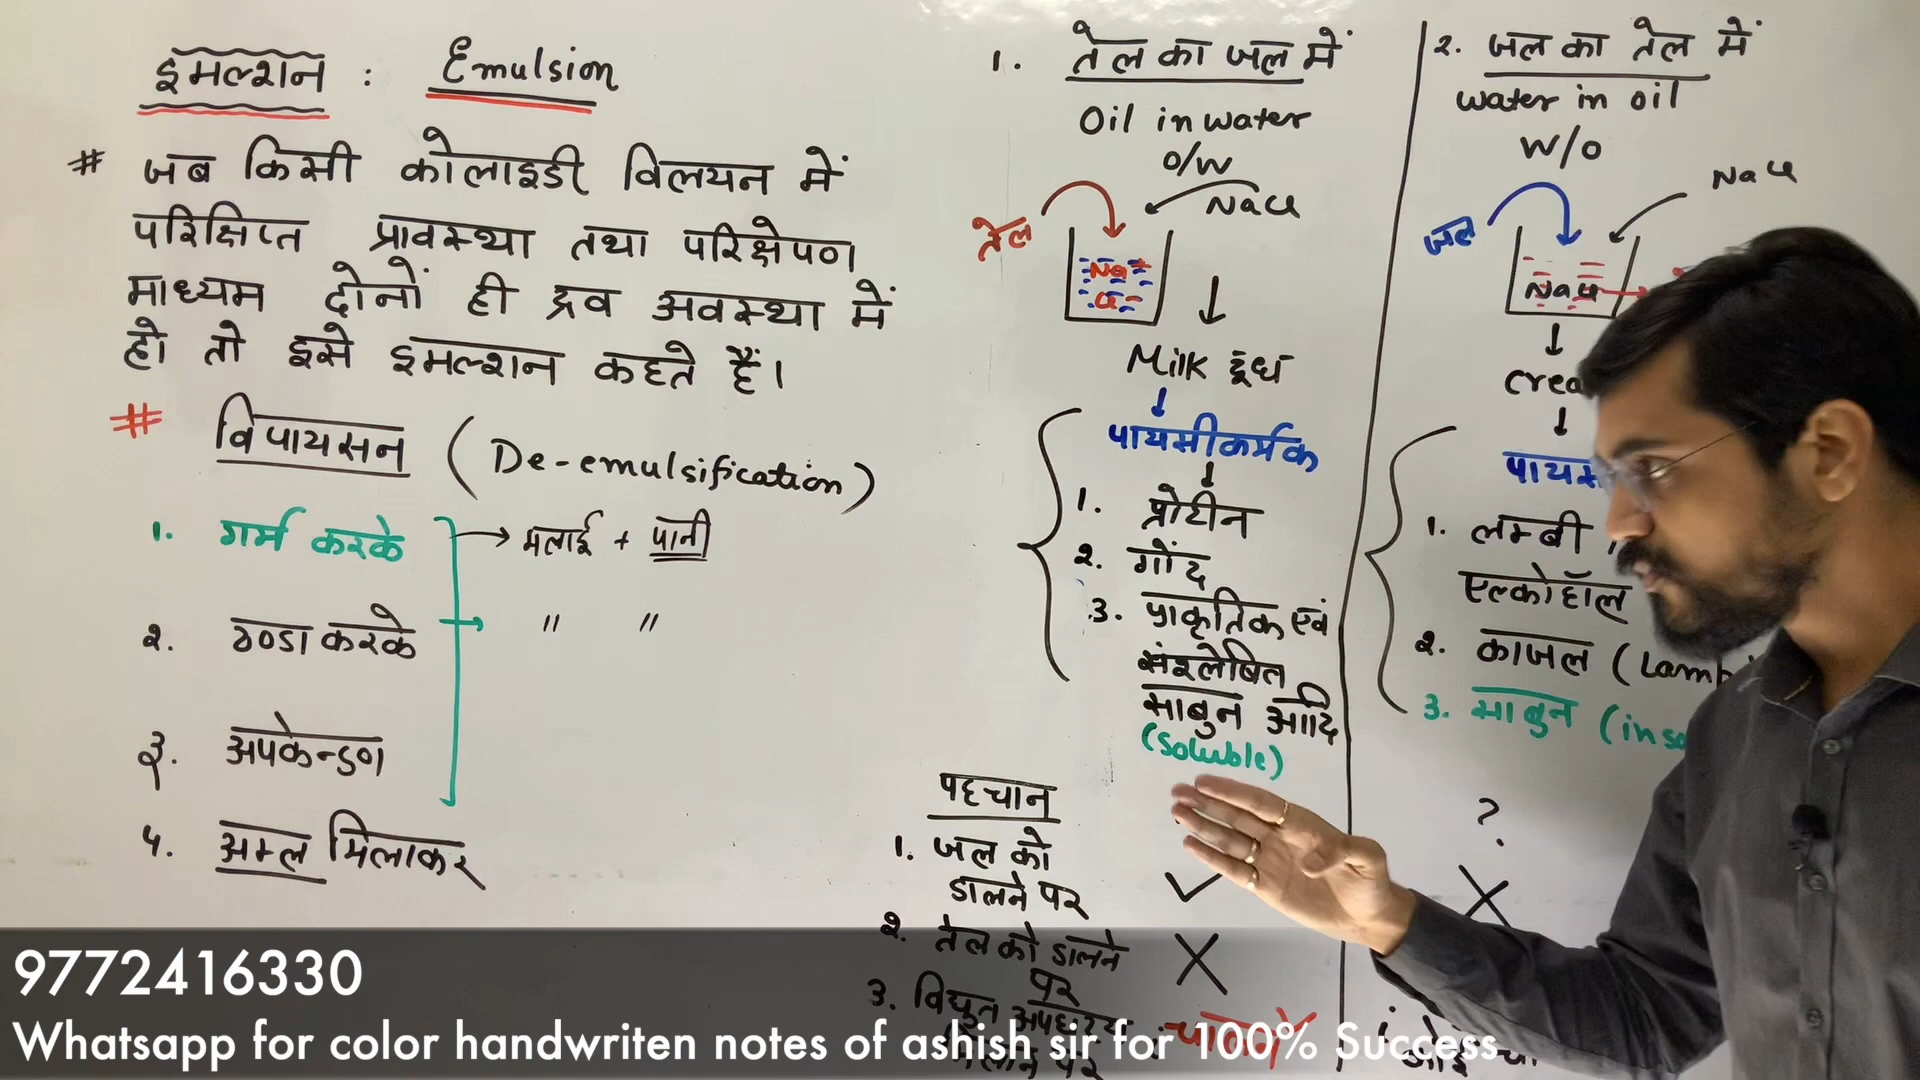 इमल्शन : Emulsion
# जब किसी कोलाइडी विलयन में
परिक्षिप्त प्रावस्था तथा परिक्षेपण
माध्यम दोनों ही द्रव अवस्था में
हो तो इसे इमल्शन कहते हैं।
# विपायसन (De-emulsification)
1. गर्म करके → मलाई + पानी
2. ठण्डा करके → " "
3. अपकेन्द्रण
4. अम्ल मिलाकर
1. तेल का जल में
Oil in water
O/W
NaCl
तेल
Na+
Cl-
Milk दूध
पायसीकर्मक
1. प्रोटीन
2. गोंद
3. प्राकृतिक एवं
संश्लेषित
साबुन आदि
(Soluble)
2. जल का तेल में
water in oil
W/O
NaCl
जल
NaCl
1. लम्बी
एल्कोहॉल
2. काजल
3. साबुन
?
पहचान
1. जल को
डालने पर ✓ X
2. तेल को डालने
पर X
3. विद्युत
9772416330
Whatsapp for color handwriten notes of ashish sir for 100% Success